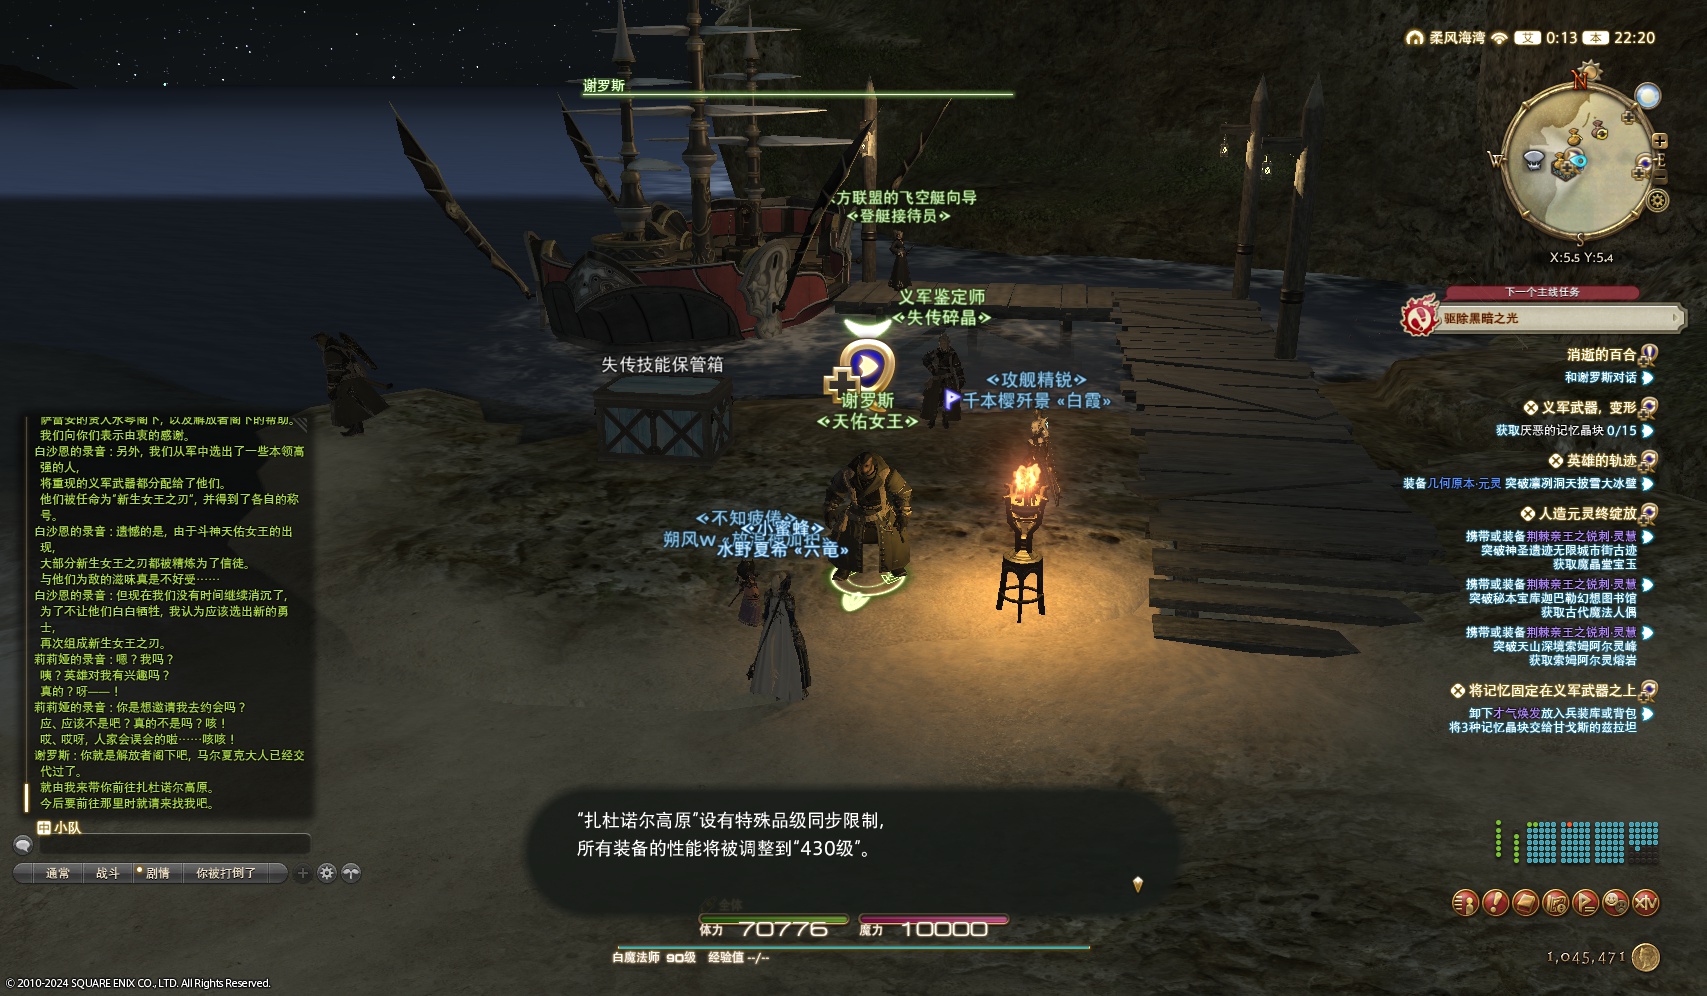 柔风海湾 艾 0:13 本 22:20
谢罗斯
N
W
E
S
X:5.5 Y:5.4
方联盟的飞空艇向导
登艇接待员
义军鉴定师
失传碎晶
失传技能保管箱
谢罗斯
天佑女王
攻舰精锐
千本樱歼景 «白霞»
不知疲倦
小蜜蜂
朔风W
水野夏希 «六竜»
下一个主线任务
驱除黑暗之光
消逝的百合
和谢罗斯对话
义军武器，变形
获取厌恶的记忆晶块 0/15
英雄的轨迹
装备几何原本·元灵 突破凛冽洞天披雪大冰壁
人造元灵终绽放
携带或装备荆棘亲王之锐刺·灵慧
突破神圣遗迹无限城市街古迹
获取魔晶堂宝玉
携带或装备荆棘亲王之锐刺·灵慧
突破秘本宝库迦巴勒幻想图书馆
获取古代魔法人偶
携带或装备荆棘亲王之锐刺·灵慧
突破天山深境索姆阿尔灵峰
获取索姆阿尔灵熔岩
将记忆固定在义军武器之上
卸下才气焕发放入兵装库或背包
将3种记忆晶块交给甘戈斯的兹拉坦
萨雷安的贤人水琴阁下，以及解放者阁下的帮助。
我们向你们表示由衷的感谢。
白沙恩的录音：另外，我们从军中选出了一些本领高
强的人，
将重现的义军武器都分配给了他们。
他们被任命为“新生女王之刃”，并得到了各自的称
号。
白沙恩的录音：遗憾的是，由于斗神天佑女王的出
现，
大部分新生女王之刃都被精炼为了信徒。
与他们为敌的滋味真是不好受……
白沙恩的录音：但现在我们没有时间继续消沉了，
为了不让他们白白牺牲，我认为应该选出新的勇
士，
再次组成新生女王之刃。
莉莉娅的录音：嗯？我吗？
咦？英雄对我有兴趣吗？
真的？呀——！
莉莉娅的录音：你是想邀请我去约会吗？
应、应该不是吧？真的不是吗？咳！
哎、哎呀，人家会误会的啦……咳咳！
谢罗斯：你就是解放者阁下吧，马尔夏克大人已经交
代过了。
就由我来带你前往扎杜诺尔高原。
今后要前往那里时就请来找我吧。
小队
通常 战斗 剧情 你被打倒了
“扎杜诺尔高原”设有特殊品级同步限制，
所有装备的性能将被调整到“430级”。
全体
体力 70776 魔力 10000
白魔法师 90级 经验值 --/--
1,045,471
© 2010-2024 SQUARE ENIX CO., LTD. All Rights Reserved.